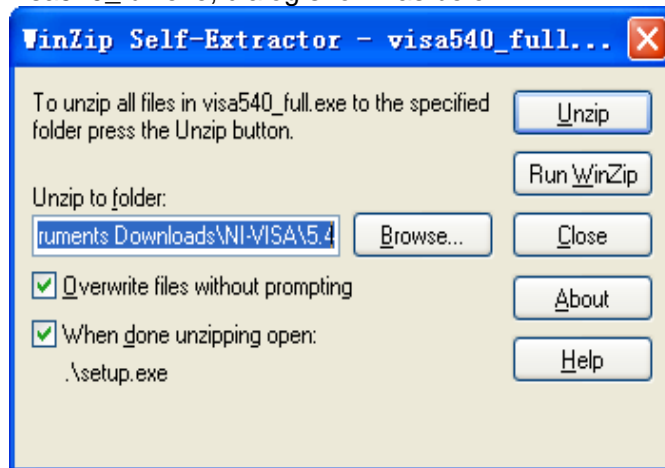 WinZip Self-Extractor - visa540_full...
To unzip all files in visa540_full.exe to the specified
folder press the Unzip button.
Unzip
Run WinZip
Unzip to folder:
ruments Downloads\NI-VISA\5.4
Browse...
Close
Overwrite files without prompting
About
When done unzipping open:
.\setup.exe
Help